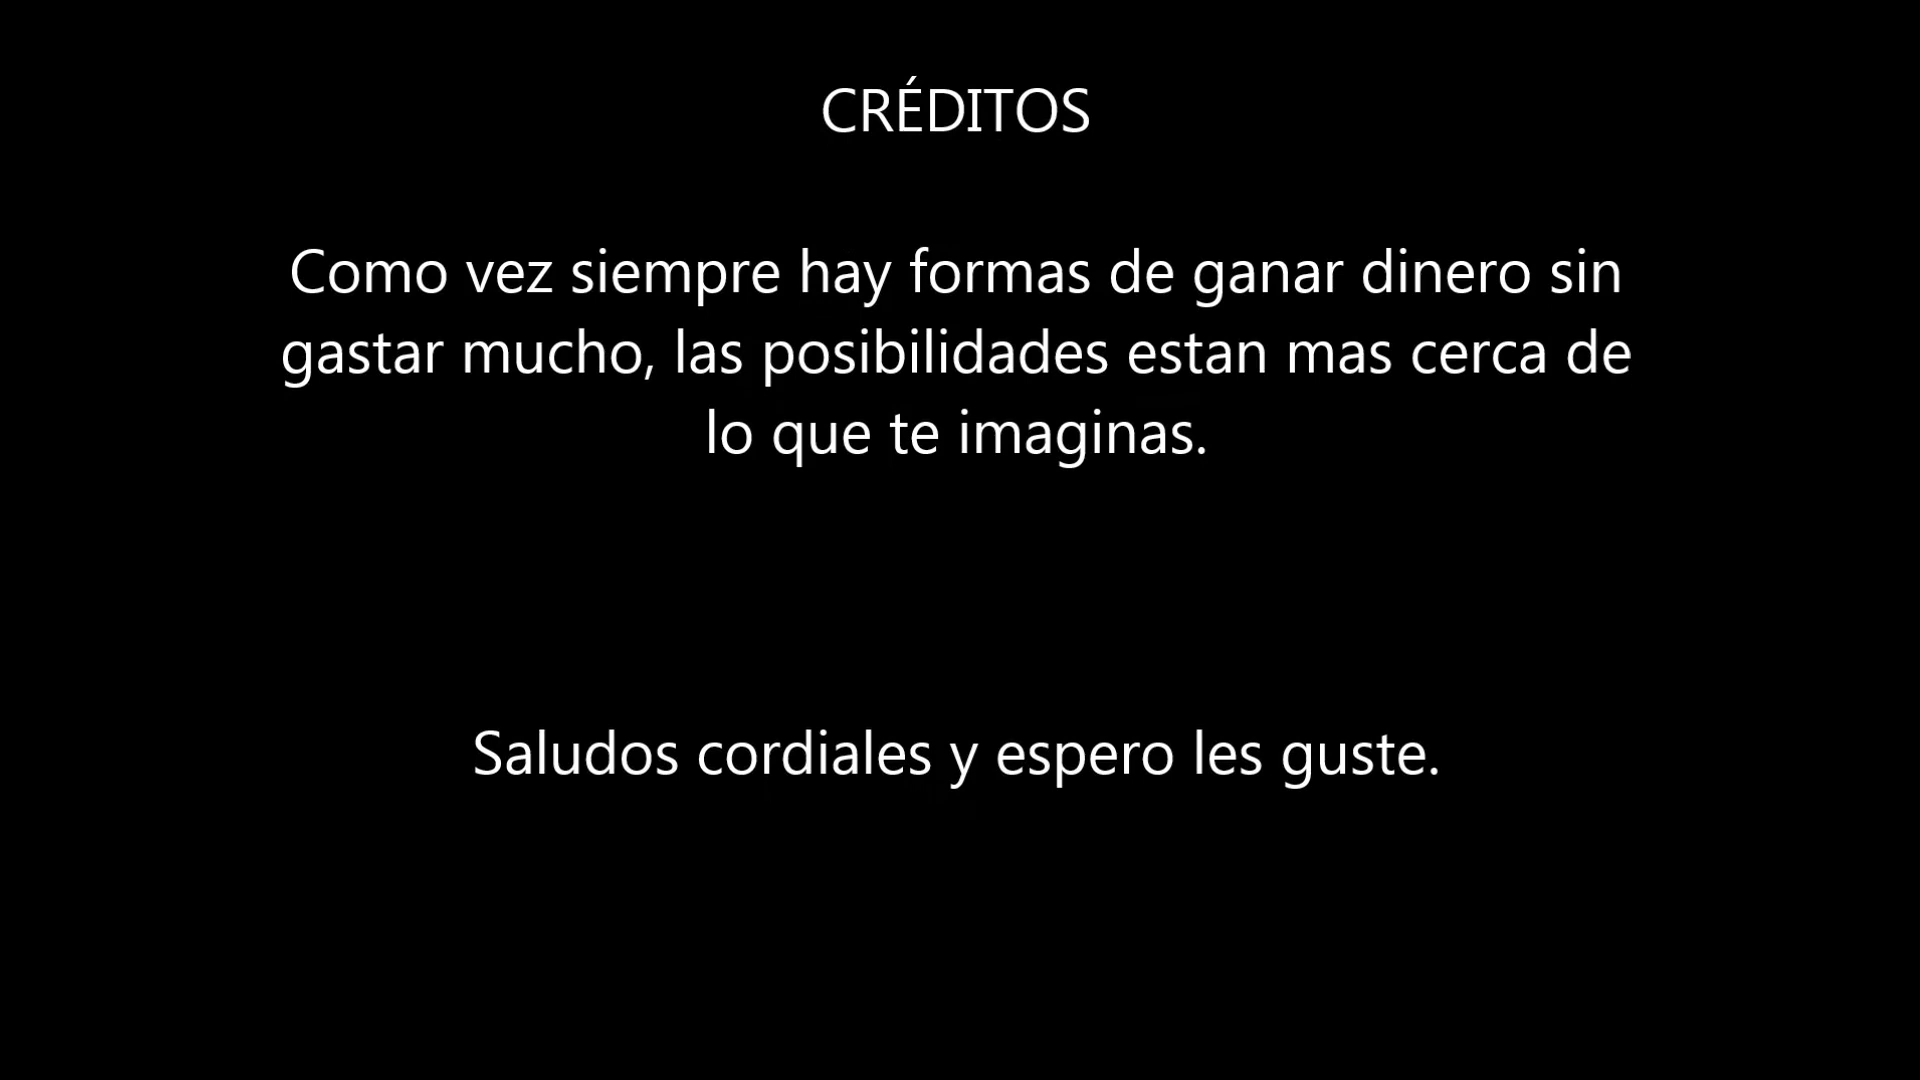 CRÉDITOS
Como vez siempre hay formas de ganar dinero sin
gastar mucho, las posibilidades estan mas cerca de
lo que te imaginas.
Saludos cordiales y espero les guste.